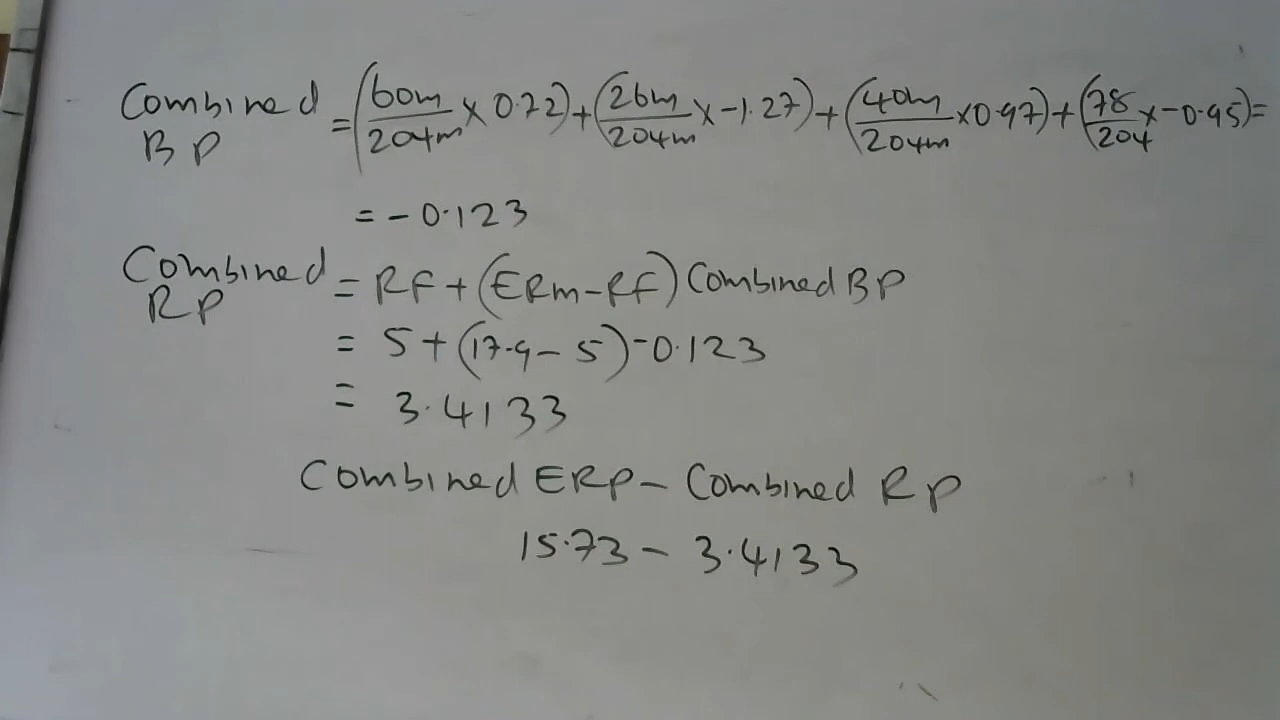 Combined BP = (60m/204m × 0.72) + (26m/204m × -1.27) + (40m/204m × 0.97) + (78/204 × -0.95) =
= -0.123
Combined RP = RF + (ERm - RF) Combined BP
= 5 + (17.9 - 5) -0.123
= 3.4133
Combined ERP - Combined RP
15.73 - 3.4133